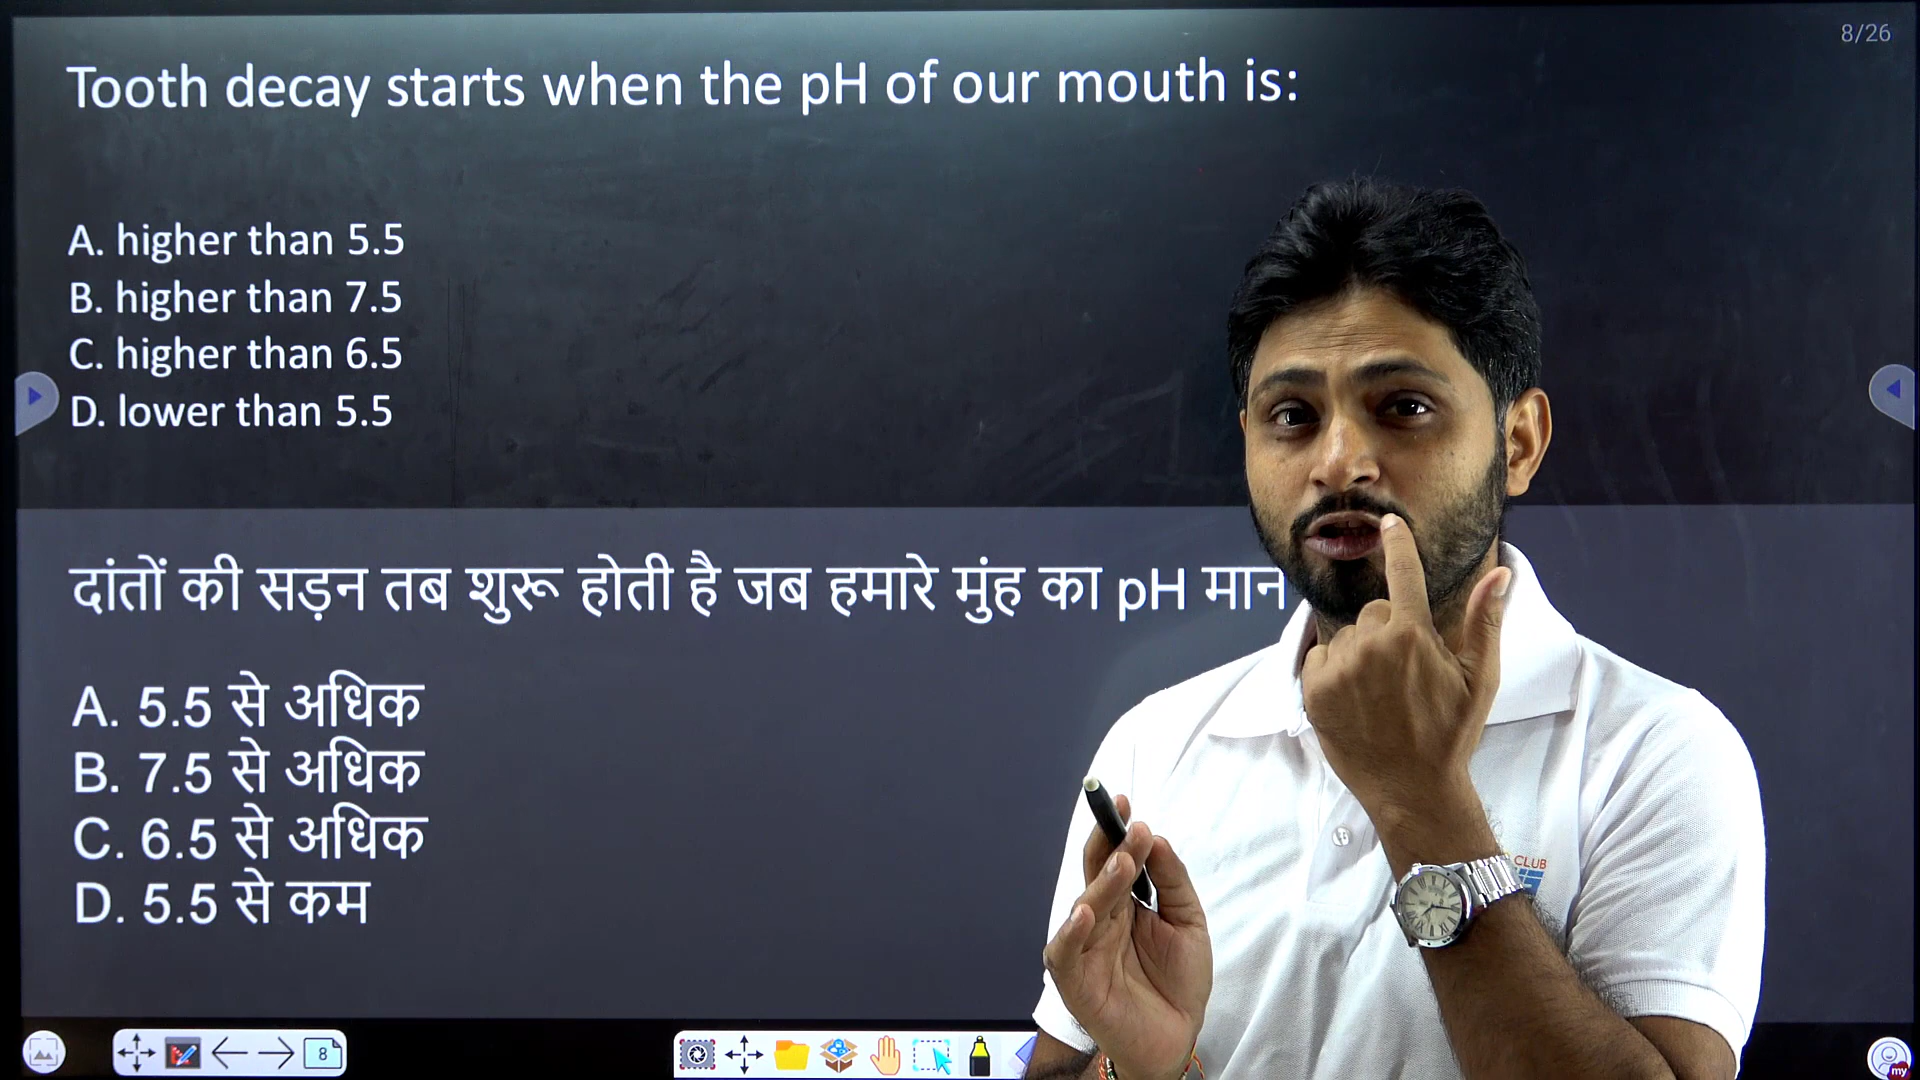 8/26
Tooth decay starts when the pH of our mouth is:
A. higher than 5.5
B. higher than 7.5
C. higher than 6.5
D. lower than 5.5
दांतों की सड़न तब शुरू होती है जब हमारे मुंह का pH मान
A. 5.5 से अधिक
B. 7.5 से अधिक
C. 6.5 से अधिक
D. 5.5 से कम
CLUB
8
my